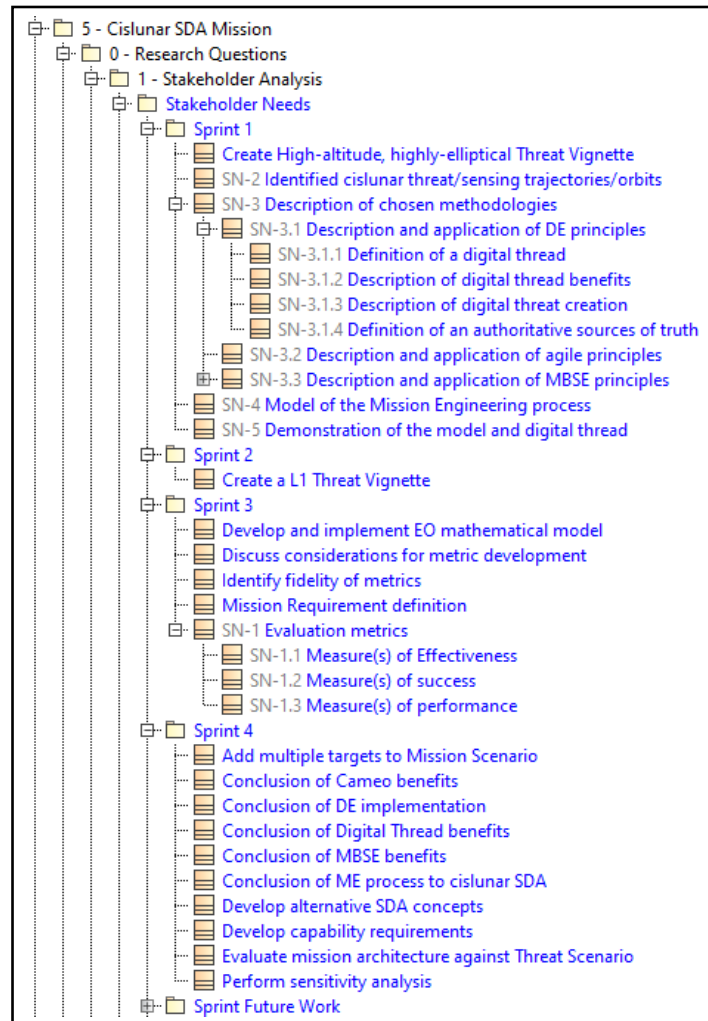 5 - Cislunar SDA Mission
0 - Research Questions
1 - Stakeholder Analysis
Stakeholder Needs
Sprint 1
Create High-altitude, highly-elliptical Threat Vignette
SN-2 Identified cislunar threat/sensing trajectories/orbits
SN-3 Description of chosen methodologies
SN-3.1 Description and application of DE principles
SN-3.1.1 Definition of a digital thread
SN-3.1.2 Description of digital thread benefits
SN-3.1.3 Description of digital threat creation
SN-3.1.4 Definition of an authoritative sources of truth
SN-3.2 Description and application of agile principles
SN-3.3 Description and application of MBSE principles
SN-4 Model of the Mission Engineering process
SN-5 Demonstration of the model and digital thread
Sprint 2
Create a L1 Threat Vignette
Sprint 3
Develop and implement EO mathematical model
Discuss considerations for metric development
Identify fidelity of metrics
Mission Requirement definition
SN-1 Evaluation metrics
SN-1.1 Measure(s) of Effectiveness
SN-1.2 Measure(s) of success
SN-1.3 Measure(s) of performance
Sprint 4
Add multiple targets to Mission Scenario
Conclusion of Cameo benefits
Conclusion of DE implementation
Conclusion of Digital Thread benefits
Conclusion of MBSE benefits
Conclusion of ME process to cislunar SDA
Develop alternative SDA concepts
Develop capability requirements
Evaluate mission architecture against Threat Scenario
Perform sensitivity analysis
Sprint Future Work